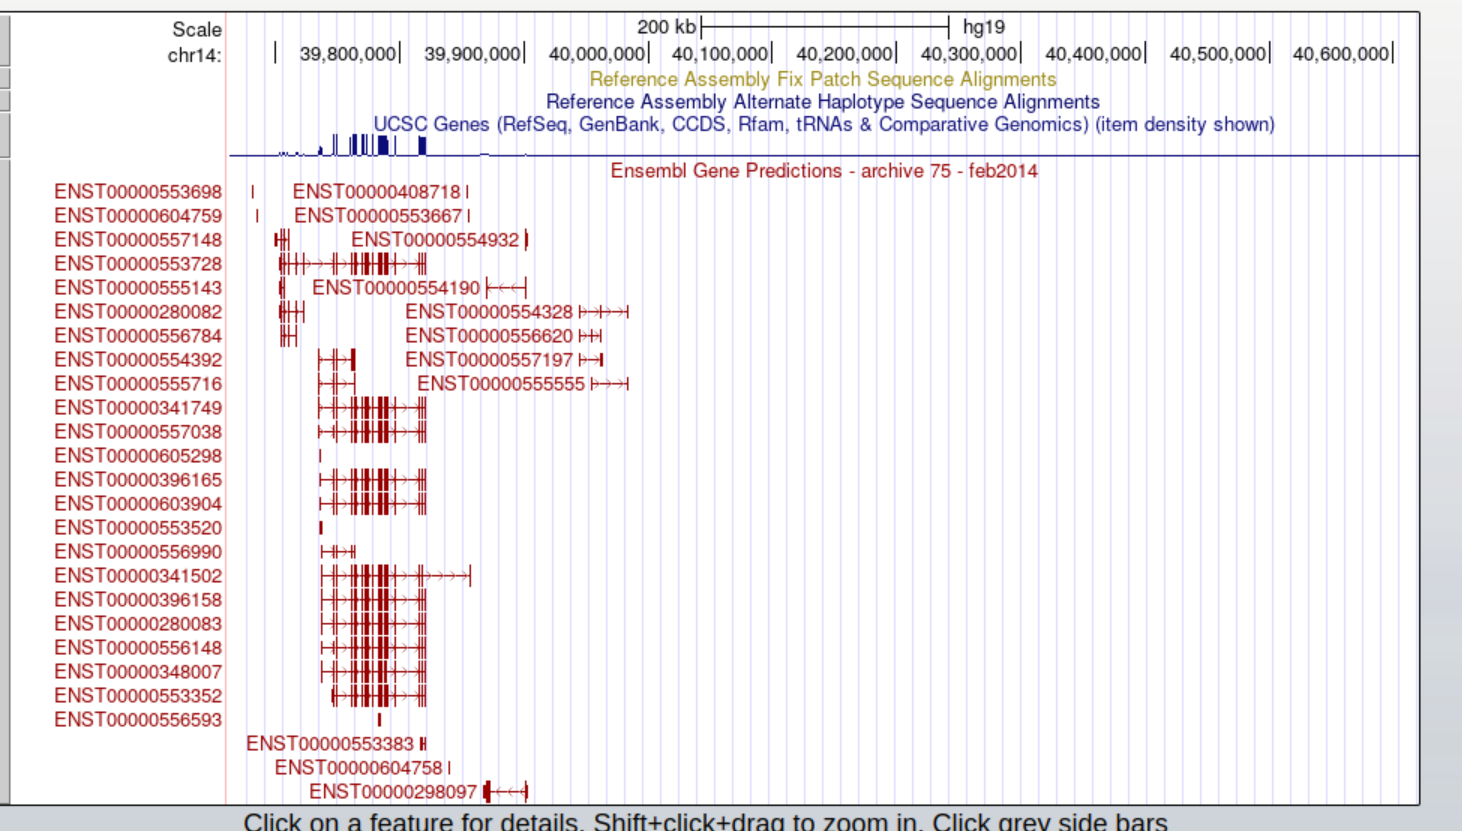 Scale 200 kb hg19
chr14: 39,800,000 39,900,000 40,000,000 40,100,000 40,200,000 40,300,000 40,400,000 40,500,000 40,600,000
Reference Assembly Fix Patch Sequence Alignments
Reference Assembly Alternate Haplotype Sequence Alignments
UCSC Genes (RefSeq, GenBank, CCDS, Rfam, tRNAs & Comparative Genomics) (item density shown)
Ensembl Gene Predictions - archive 75 - feb2014
ENST00000553698 ENST00000408718
ENST00000604759 ENST00000553667
ENST00000557148 ENST00000554932
ENST00000553728
ENST00000555143 ENST00000554190
ENST00000280082 ENST00000554328
ENST00000556784 ENST00000556620
ENST00000554392 ENST00000557197
ENST00000555716 ENST00000555555
ENST00000341749
ENST00000557038
ENST00000605298
ENST00000396165
ENST00000603904
ENST00000553520
ENST00000556990
ENST00000341502
ENST00000396158
ENST00000280083
ENST00000556148
ENST00000348007
ENST00000553352
ENST00000556593
ENST00000553383
ENST00000604758
ENST00000298097
Click on a feature for details. Shift+click+drag to zoom in. Click grey side bars